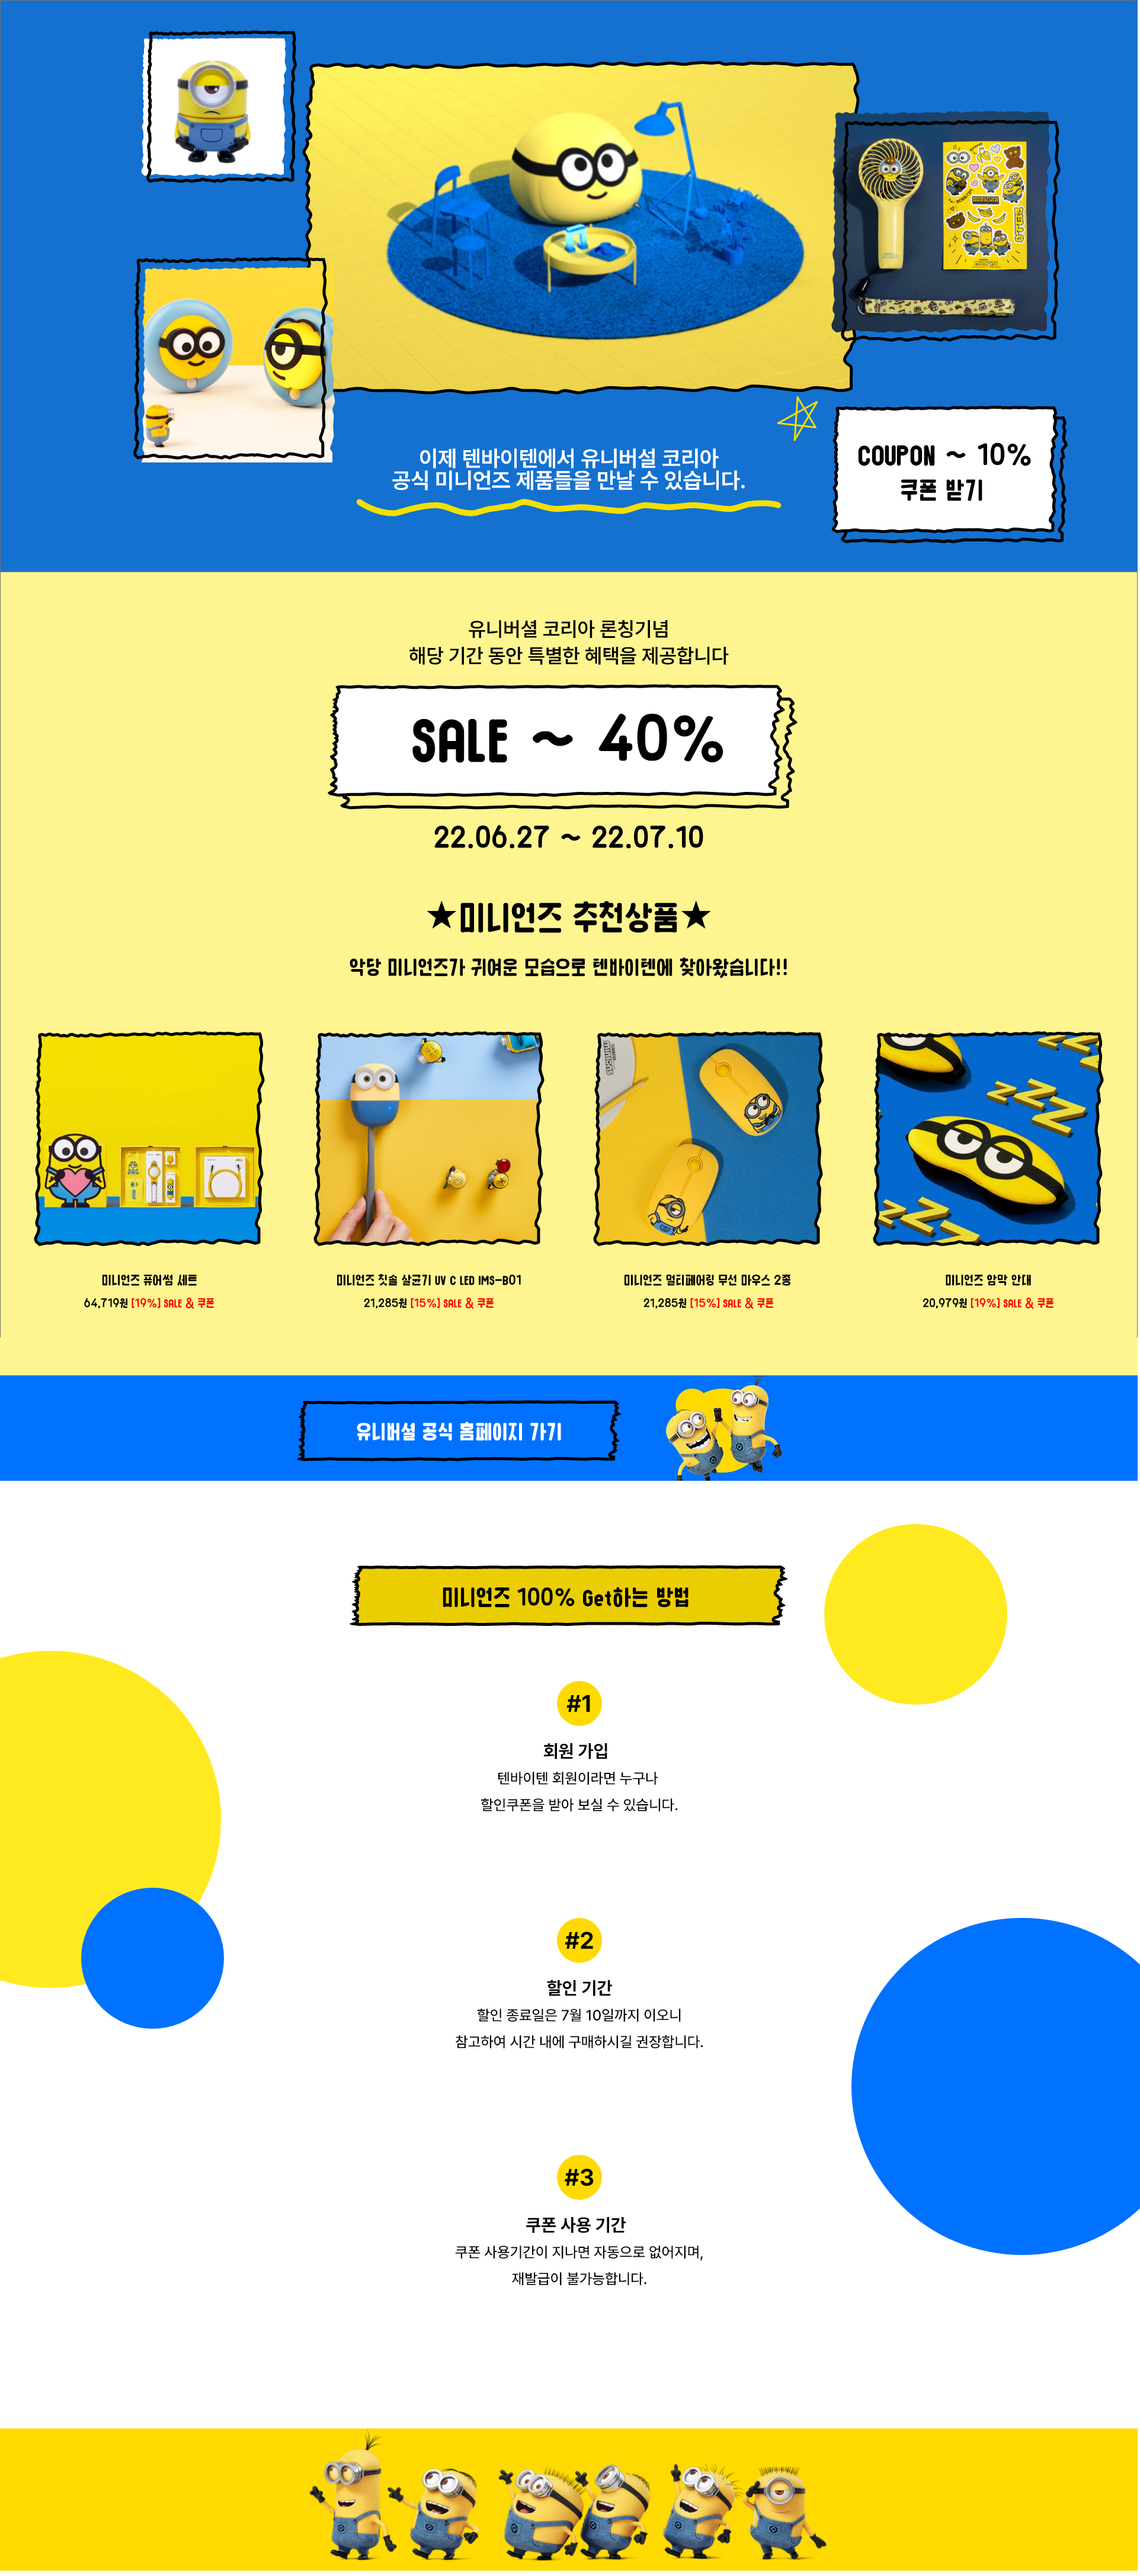 이제 텐바이텐에서 유니버설 코리아
공식 미니언즈 제품들을 만날 수 있습니다.
COUPON ~ 10%
쿠폰 받기
유니버셜 코리아 론칭기념
해당 기간 동안 특별한 혜택을 제공합니다
SALE ~ 40%
22.06.27 ~ 22.07.10
★미니언즈 추천상품★
악당 미니언즈가 귀여운 모습으로 텐바이텐에 찾아왔습니다!!
미니언즈 퓨어썸 세트
64,719원 [19%] SALE & 쿠폰
미니언즈 칫솔 살균기 UV C LED IMS-B01
21,285원 [15%] SALE & 쿠폰
미니언즈 멀티페어링 무선 마우스 2종
21,285원 [15%] SALE & 쿠폰
미니언즈 암막 안대
20,979원 [19%] SALE & 쿠폰
유니버셜 공식 홈페이지 가기
미니언즈 100% Get하는 방법
#1
회원 가입
텐바이텐 회원이라면 누구나
할인쿠폰을 받아 보실 수 있습니다.
#2
할인 기간
할인 종료일은 7월 10일까지 이오니
참고하여 시간 내에 구매하시길 권장합니다.
#3
쿠폰 사용 기간
쿠폰 사용기간이 지나면 자동으로 없어지며,
재발급이 불가능합니다.